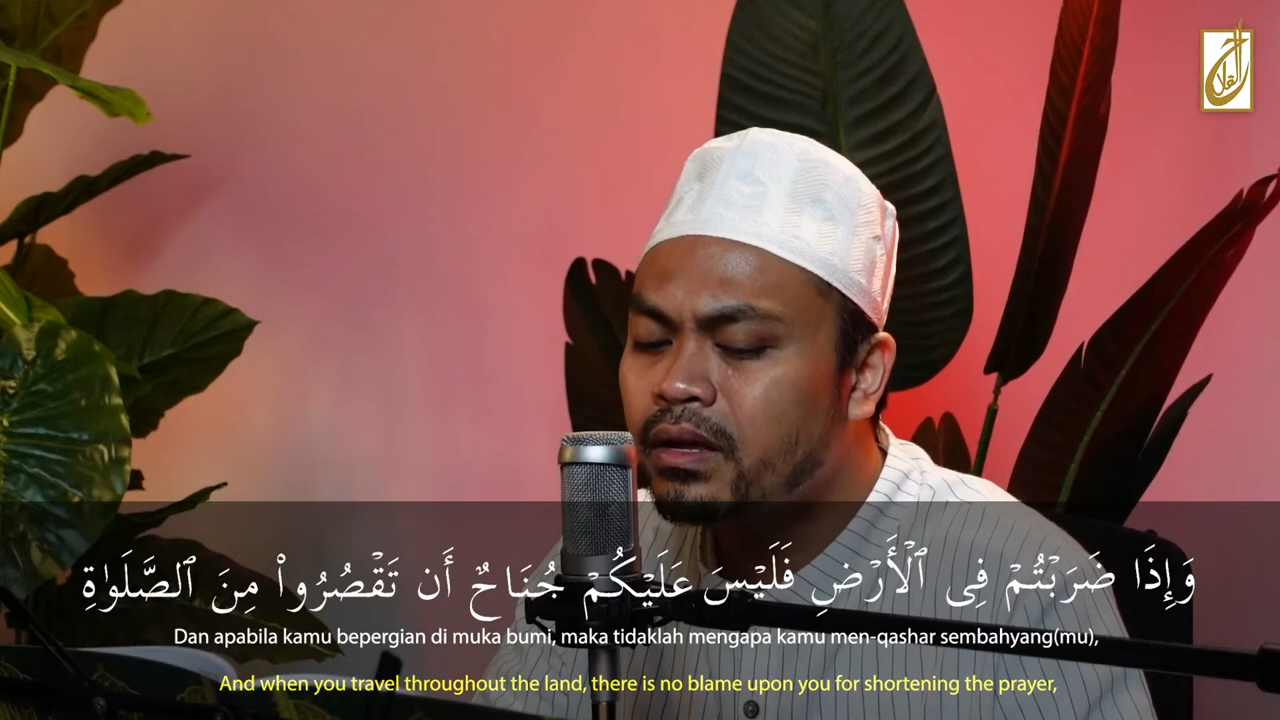 القلا
وَإِذَا ضَرَبْتُمْ فِى ٱلْأَرْضِ فَلَيْسَ عَلَيْكُمْ جُنَاحٌ أَن تَقْصُرُوا۟ مِنَ ٱلصَّلَوٰةِ
Dan apabila kamu bepergian di muka bumi, maka tidaklah mengapa kamu men-qashar sembahyang(mu),
And when you travel throughout the land, there is no blame upon you for shortening the prayer,